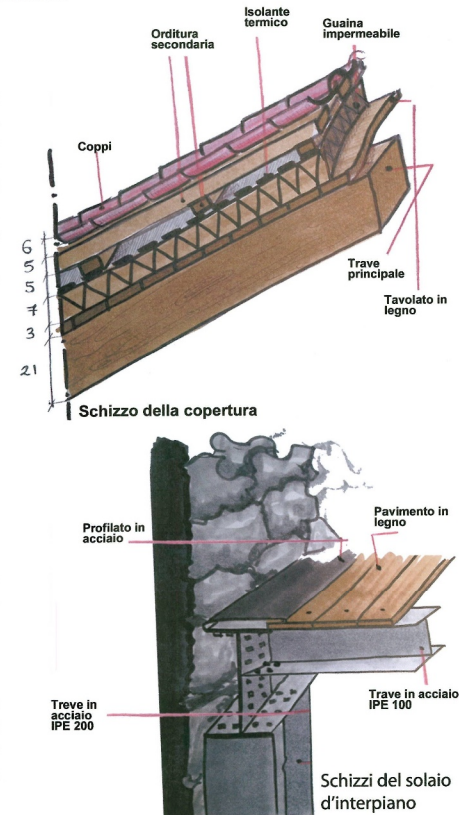 Isolante
termico
Orditura
secondaria
Guaina
impermeabile
Coppi
6
5
5
7
3
21
Trave
principale
Tavolato in
legno
Schizzo della copertura
Profilato in
acciaio
Pavimento in
legno
Treve in
acciaio
IPE 200
Trave in acciaio
IPE 100
Schizzi del solaio
d'interpiano